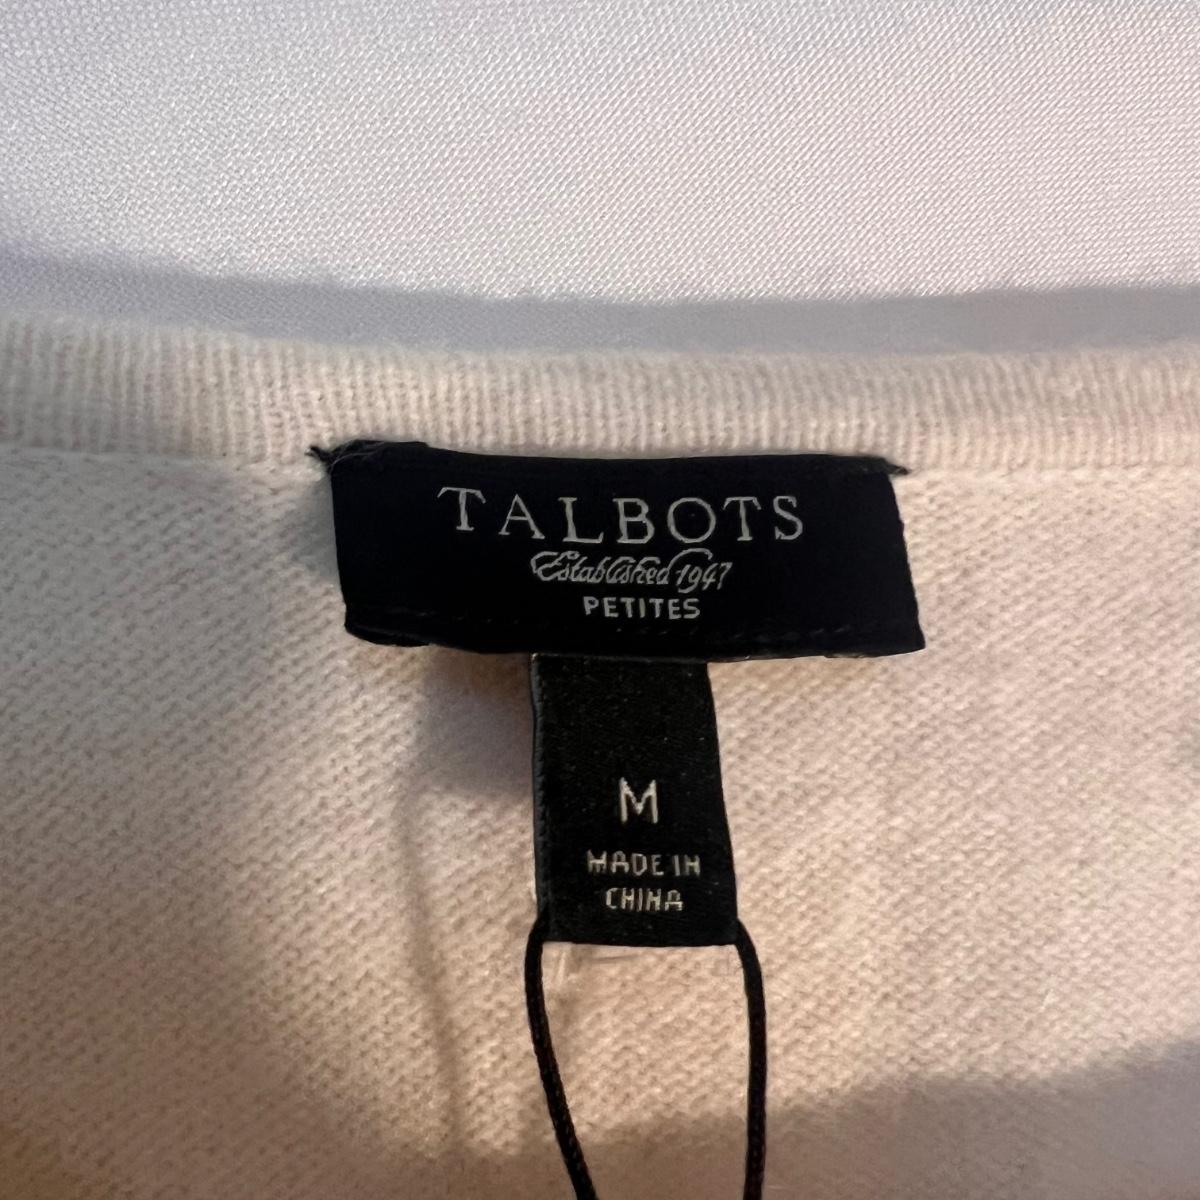 TALBOTS
Established 1947
PETITES
M
MADE IN
CHINA